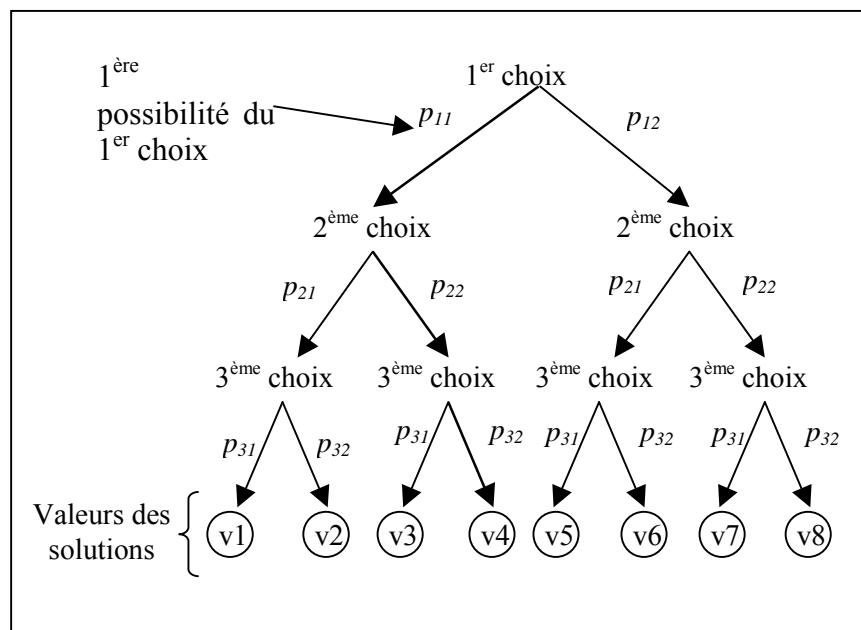 1ère
possibilité du
1er choix
1er choix
p11
p12
2ème choix
2ème choix
p21
p22
p21
p22
3ème choix
3ème choix
3ème choix
3ème choix
p31
p32
p31
p32
p31
p32
p31
p32
Valeurs des
solutions
v1
v2
v3
v4
v5
v6
v7
v8